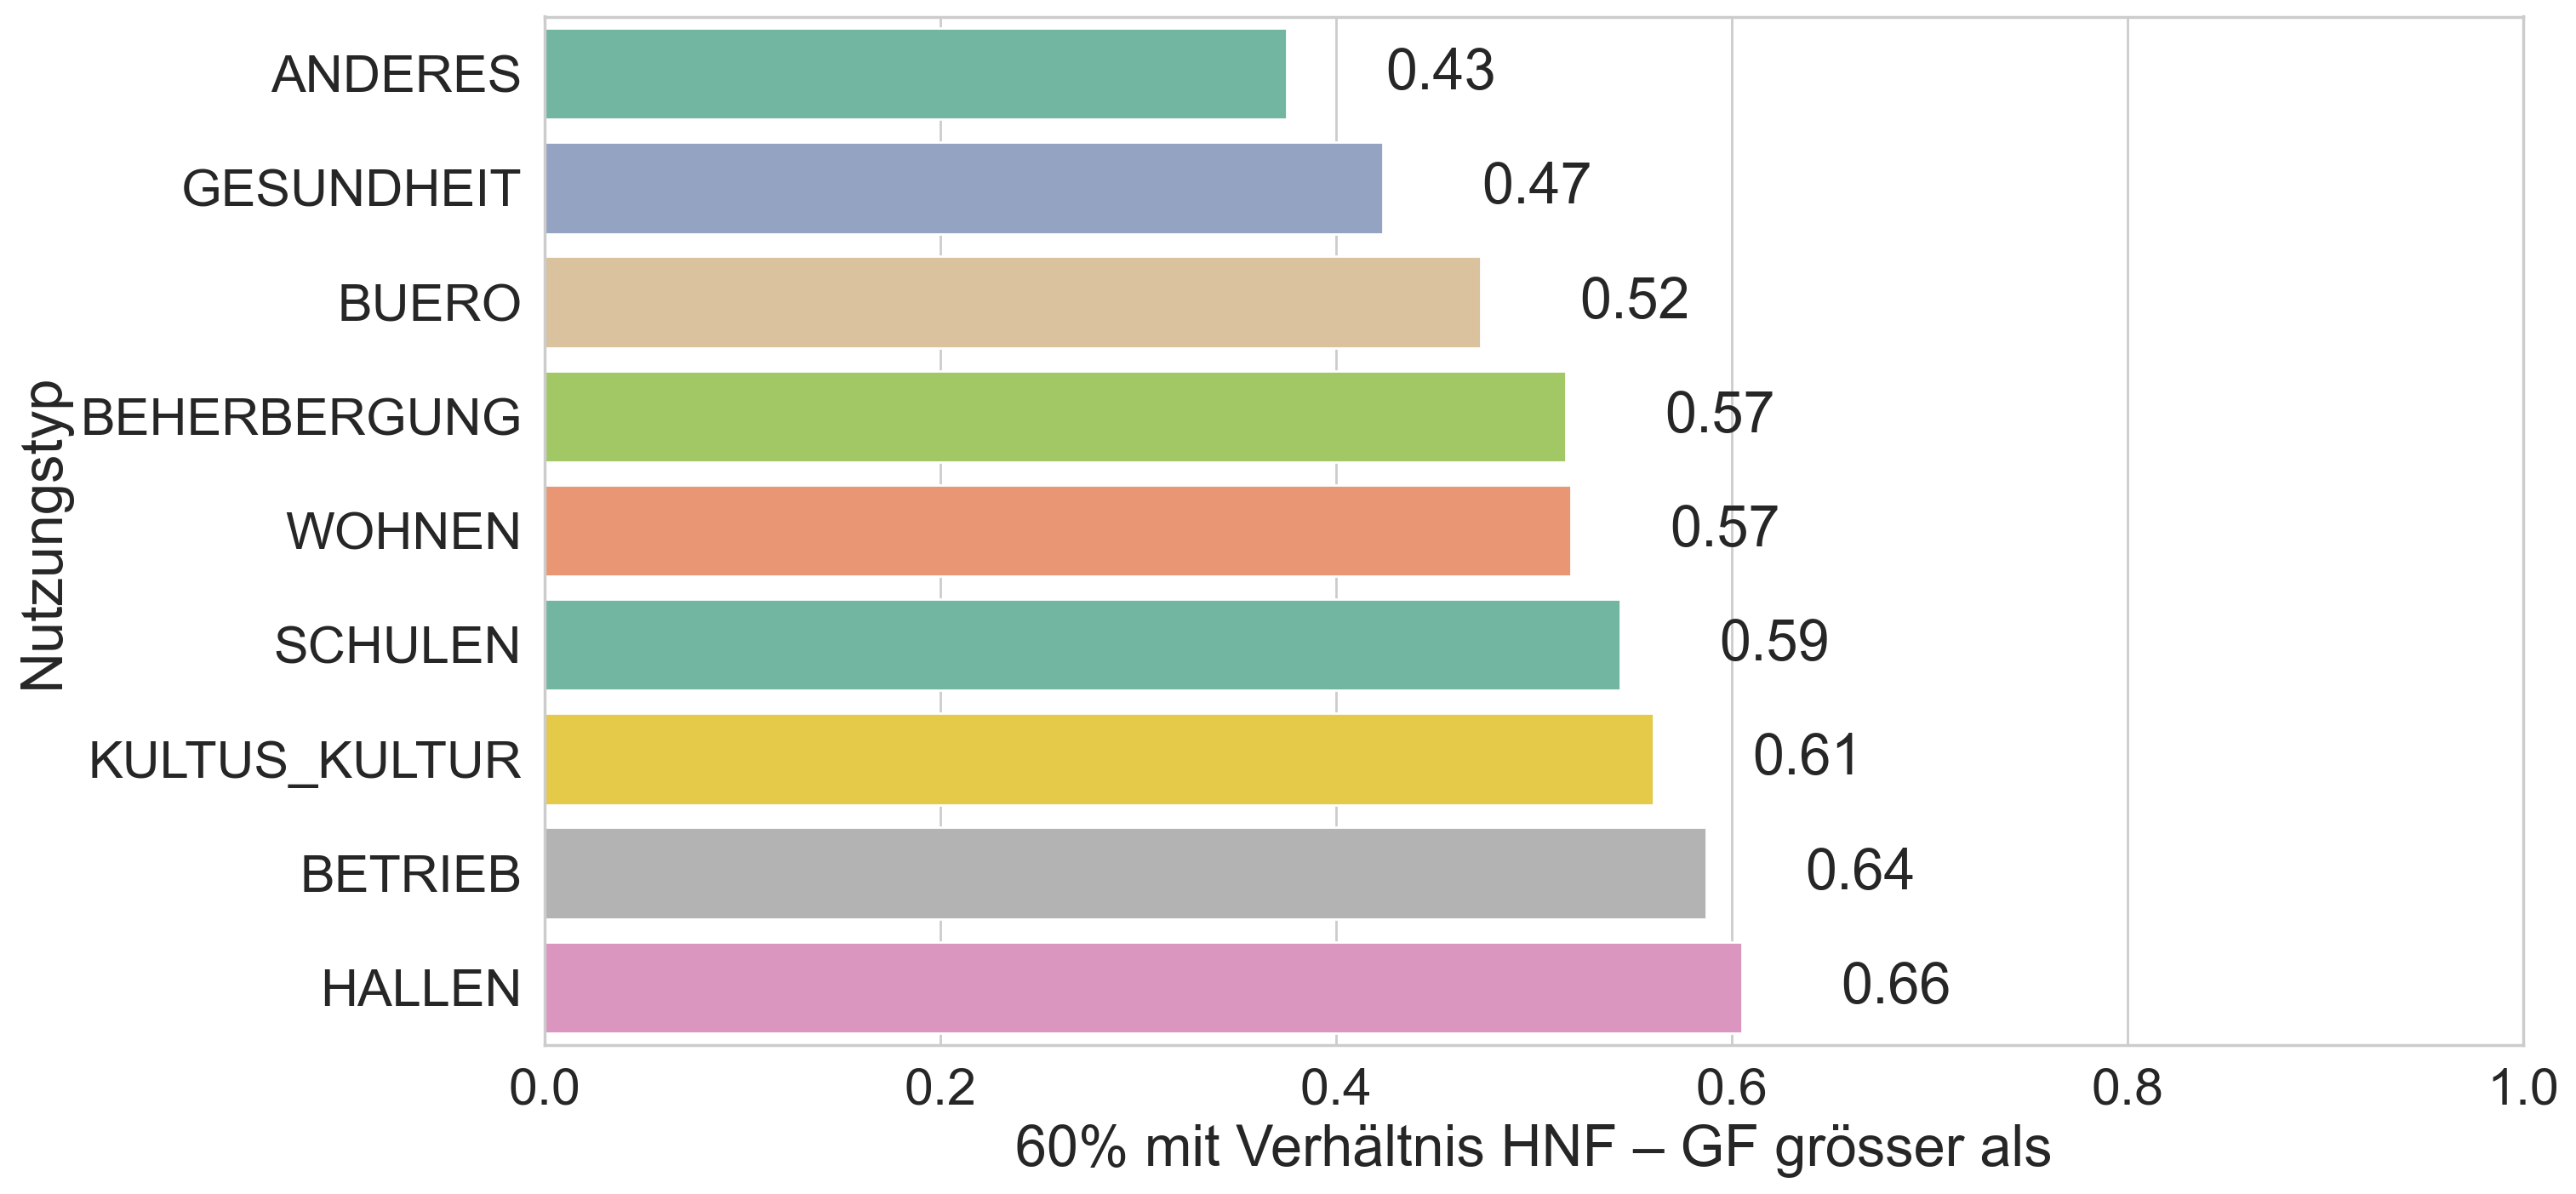 Nutzungstyp
ANDERES 0.43
GESUNDHEIT 0.47
BUERO 0.52
BEHERBERGUNG 0.57
WOHNEN 0.57
SCHULEN 0.59
KULTUS_KULTUR 0.61
BETRIEB 0.64
HALLEN 0.66
0.0 0.2 0.4 0.6 0.8 1.0
60% mit Verhältnis HNF – GF grösser als